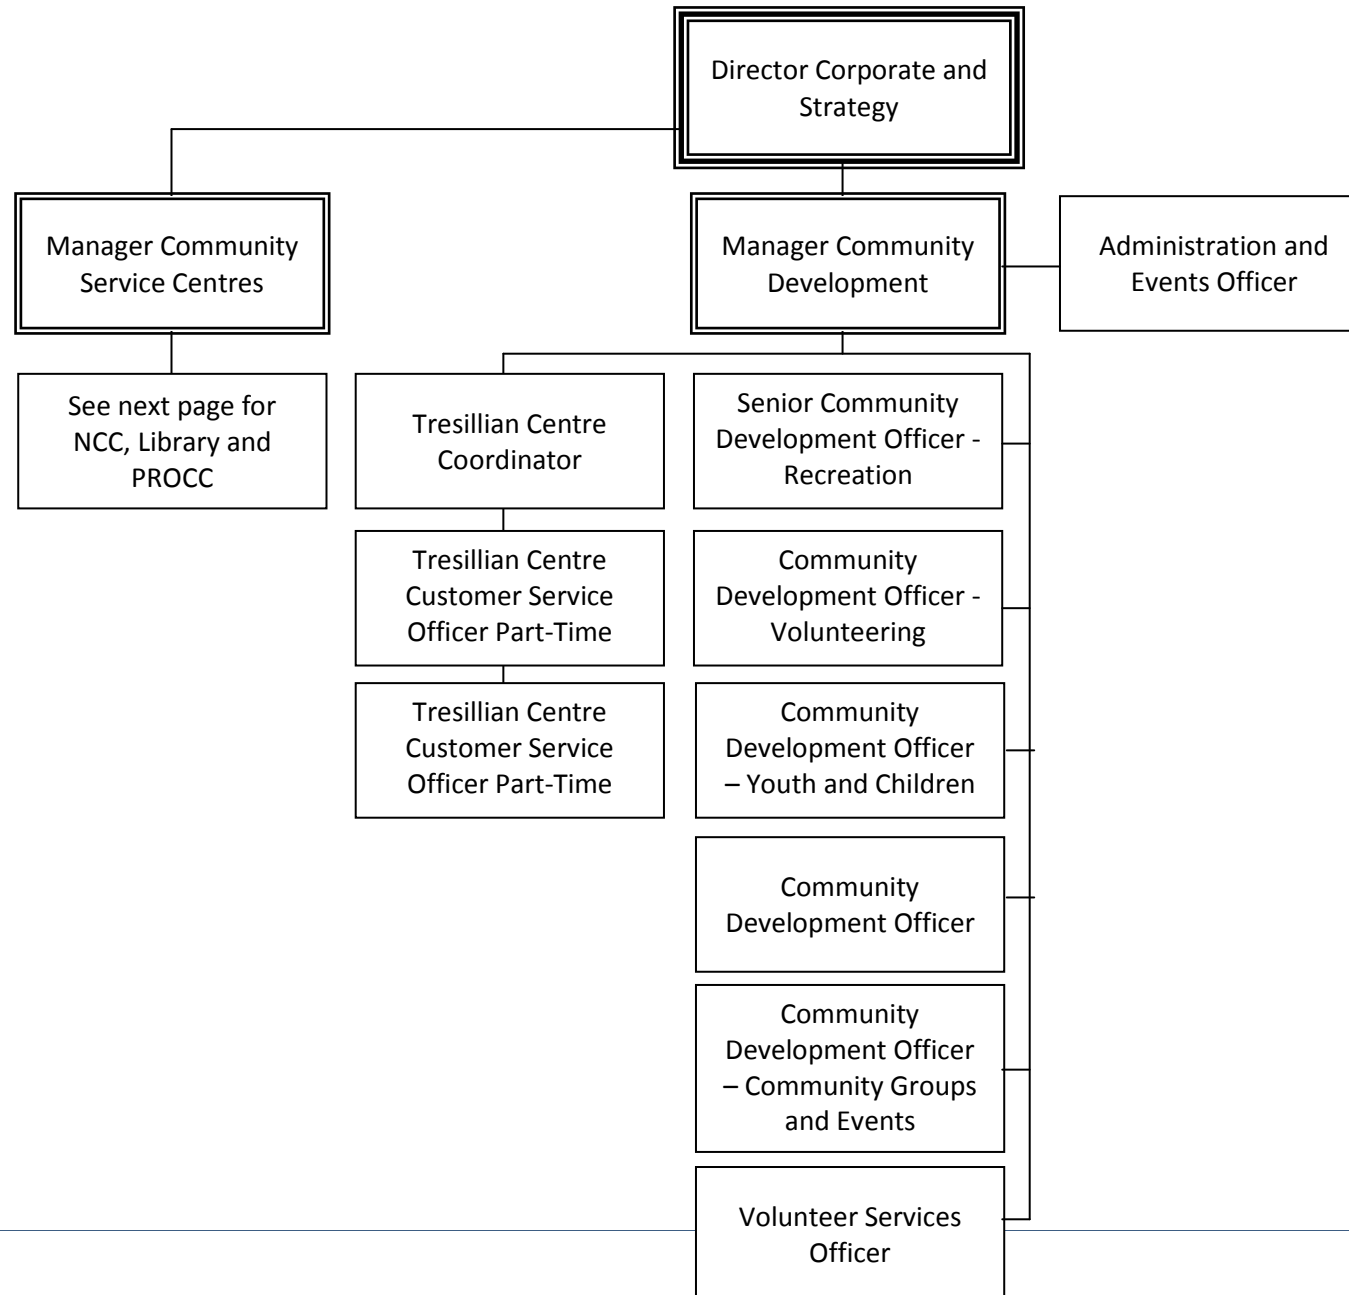 Director Corporate and
Strategy
Manager Community
Service Centres
Manager Community
Development
Administration and
Events Officer
See next page for
NCC, Library and
PROCC
Tresillian Centre
Coordinator
Senior Community
Development Officer -
Recreation
Tresillian Centre
Customer Service
Officer Part-Time
Community
Development Officer -
Volunteering
Tresillian Centre
Customer Service
Officer Part-Time
Community
Development Officer
– Youth and Children
Community
Development Officer
Community
Development Officer
– Community Groups
and Events
Volunteer Services
Officer